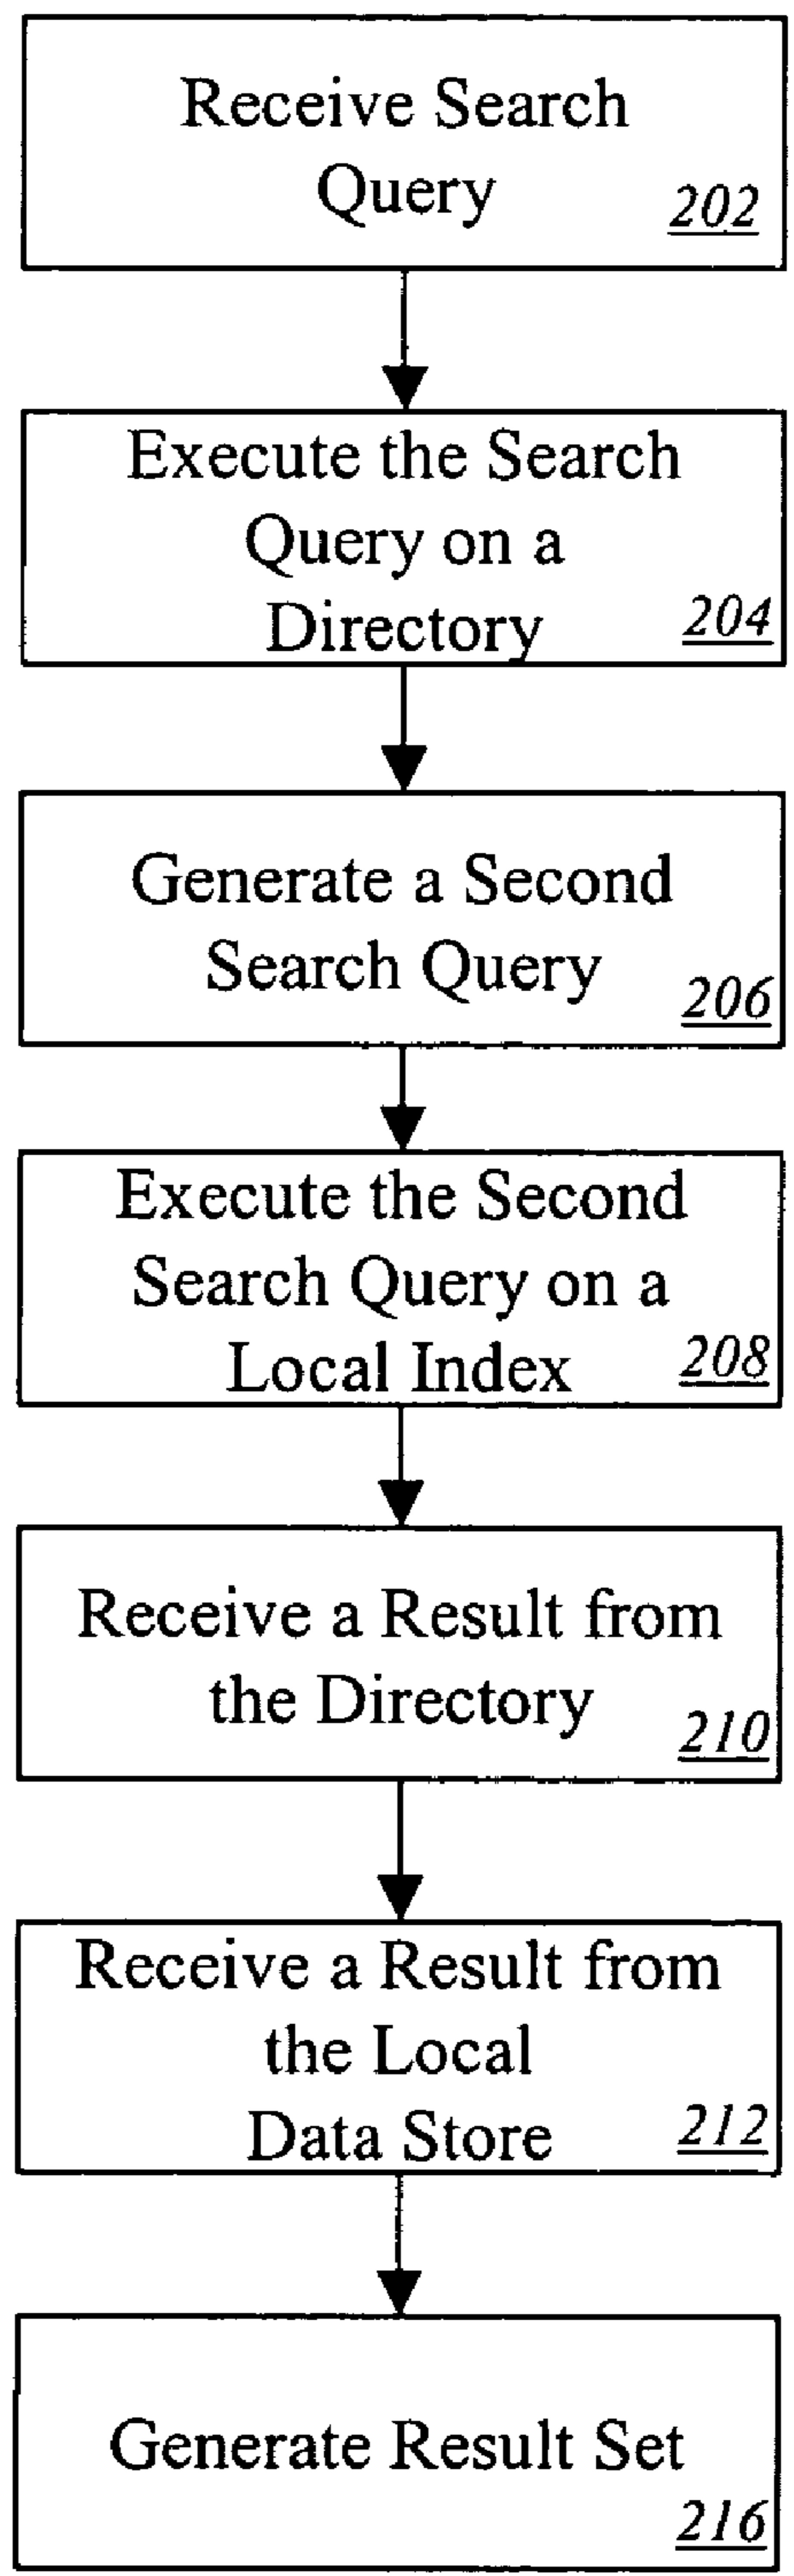 Receive Search
Query
202
Execute the Search
Query on a
Directory
204
Generate a Second
Search Query
206
Execute the Second
Search Query on a
Local Index
208
Receive a Result from
the Directory
210
Receive a Result from
the Local
Data Store
212
Generate Result Set
216